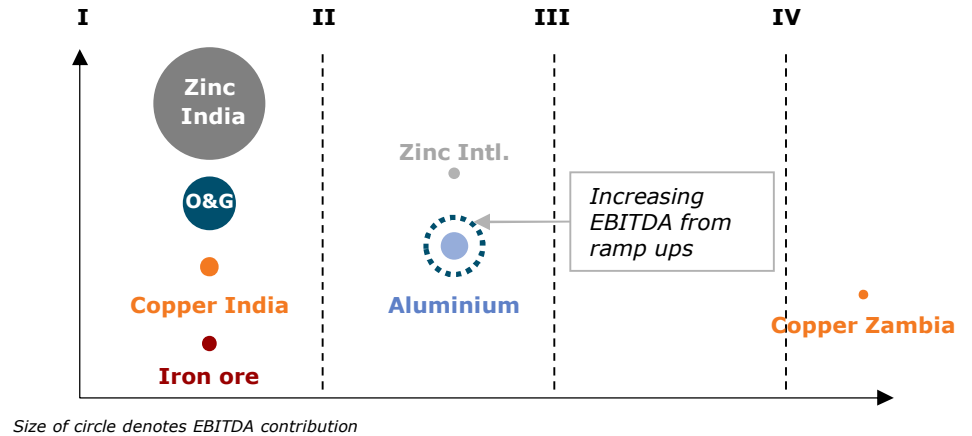 I II III IV
Zinc
India
Zinc Intl.
O&G
Increasing
EBITDA from
ramp ups
Copper India
Aluminium
Copper Zambia
Iron ore
Size of circle denotes EBITDA contribution